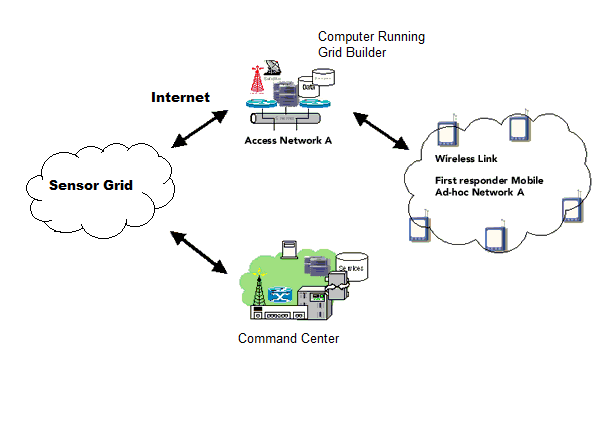 Computer Running
Grid Builder
Internet
Data
Access Network A
Wireless Link
First responder Mobile
Ad-hoc Network A
Sensor Grid
Services
Command Center